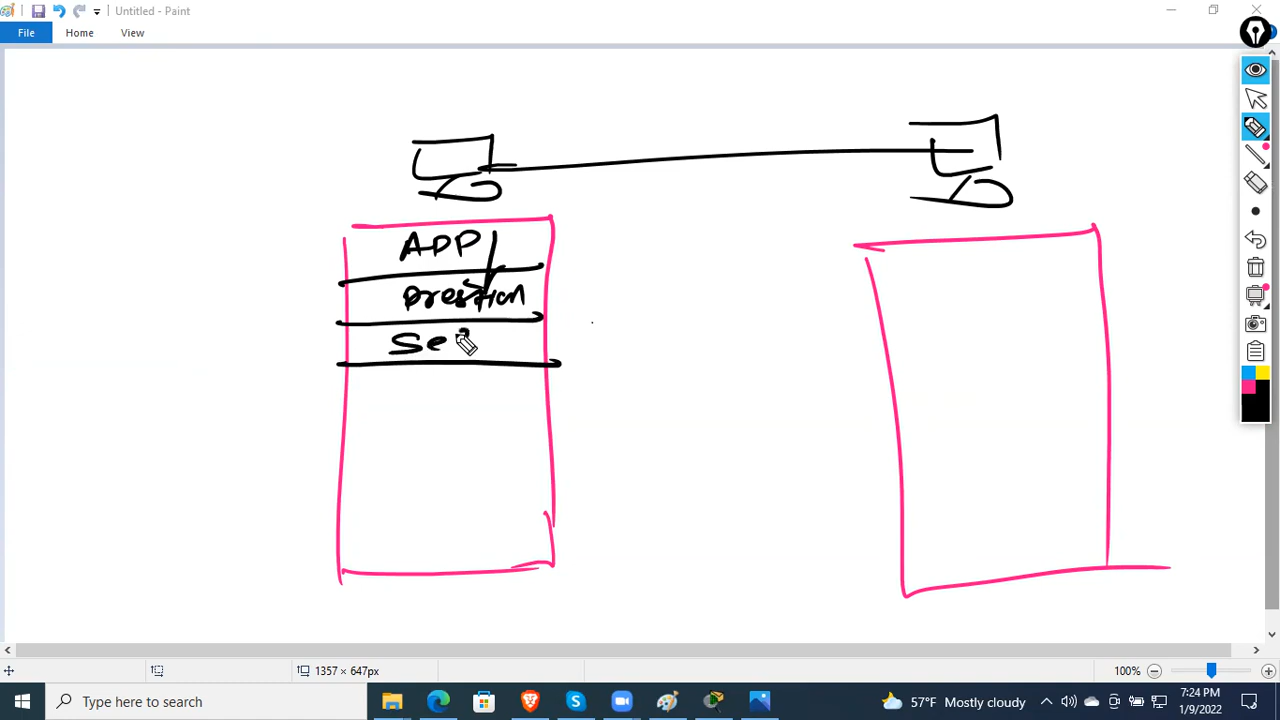 Untitled - Paint
File Home View
APP
Prestion
Se
1357 × 647px 100%
Type here to search
57°F Mostly cloudy
7:24 PM
1/9/2022